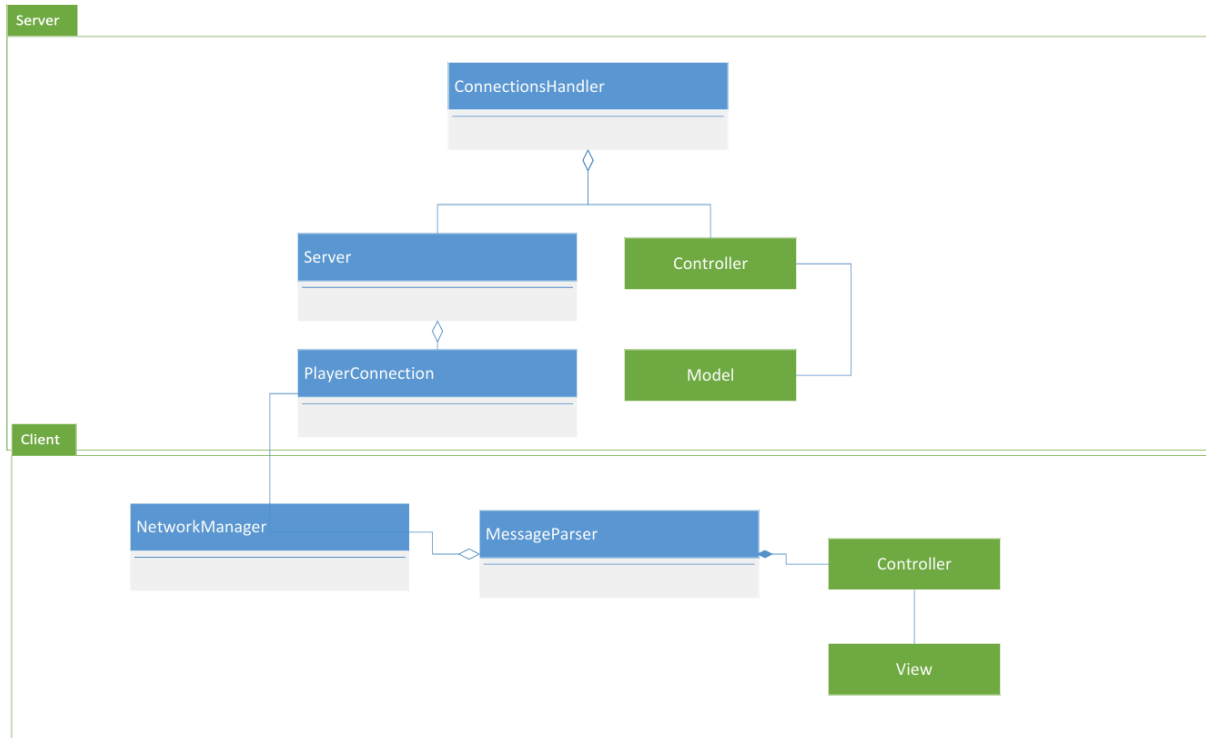 Server
ConnectionsHandler
Server
Controller
PlayerConnection
Model
Client
NetworkManager
MessageParser
Controller
View